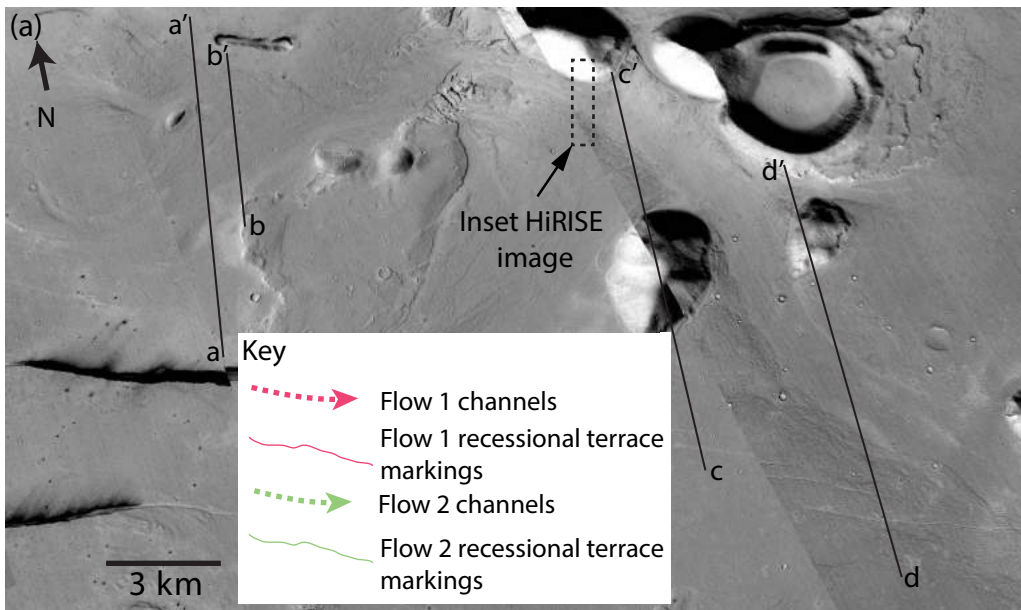 (a)
N
a'
b'
c'
d'
b
Inset HiRISE
image
a
Key
Flow 1 channels
Flow 1 recessional terrace
markings
Flow 2 channels
Flow 2 recessional terrace
markings
c
d
3 km